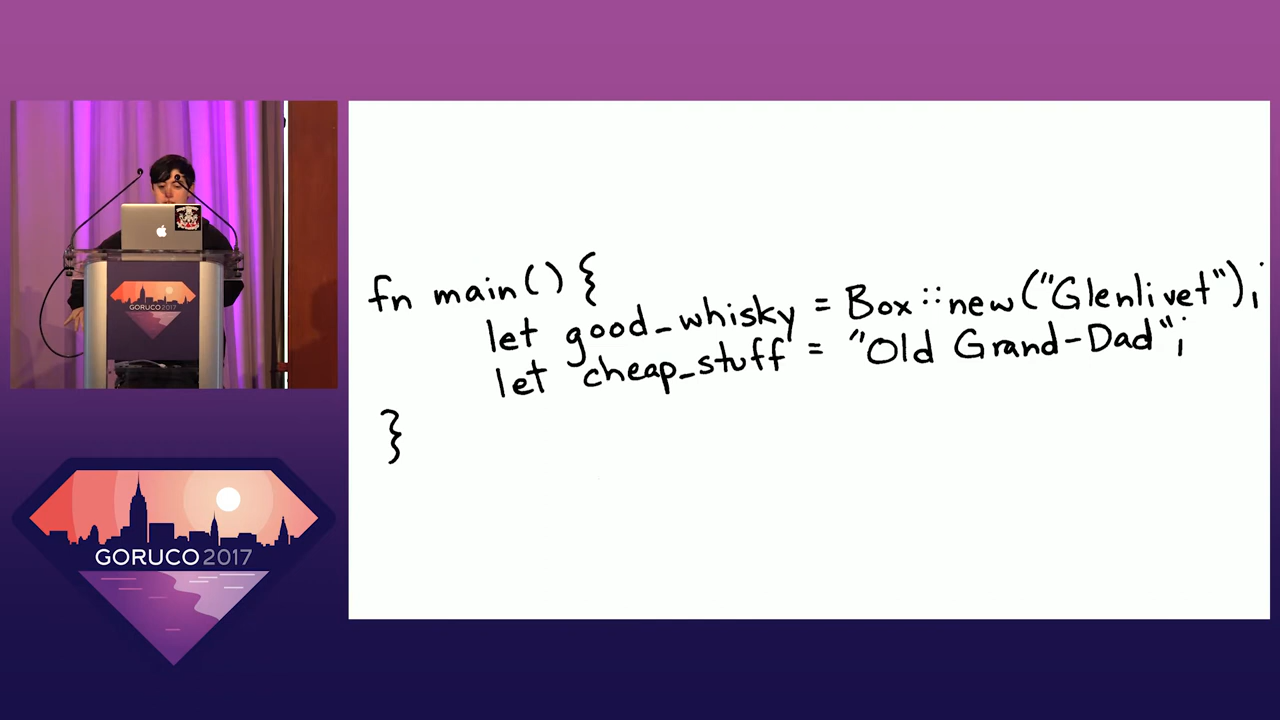 fn main() {
let good_whisky = Box::new("Glenlivet");
let cheap_stuff = "Old Grand-Dad";
}
GORUCO 2017
GORUCO 2017